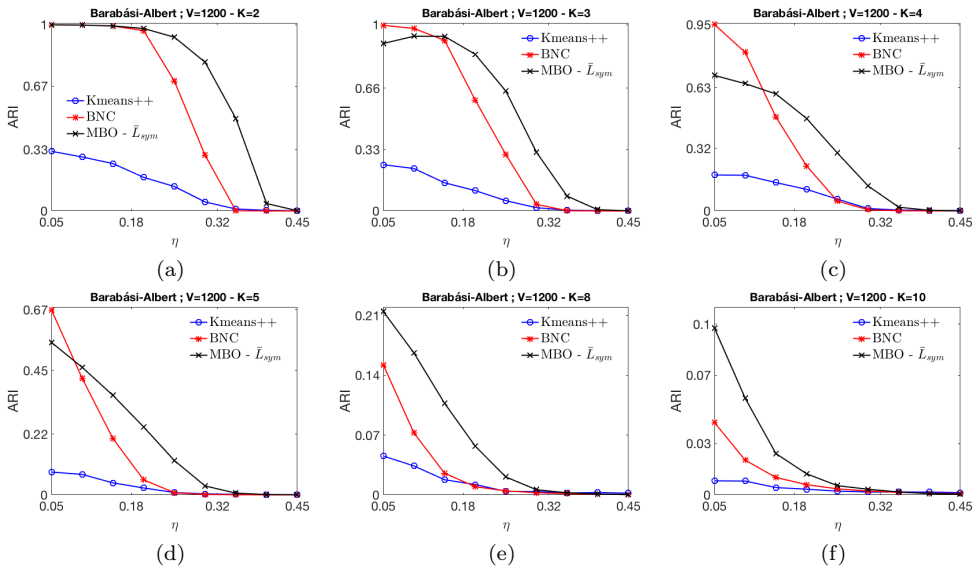 Barabási-Albert ; V=1200 - K=2
1
0.67
0.33
0
ARI
Kmeans++
BNC
MBO - L̄sym
0.05
0.18
0.32
0.45
η
(a)
Barabási-Albert ; V=1200 - K=3
1
0.66
0.33
0
ARI
Kmeans++
BNC
MBO - L̄sym
0.05
0.18
0.32
0.45
η
(b)
Barabási-Albert ; V=1200 - K=4
0.95
0.63
0.32
0
ARI
Kmeans++
BNC
MBO - L̄sym
0.05
0.18
0.32
0.45
η
(c)
Barabási-Albert ; V=1200 - K=5
0.67
0.45
0.22
0
ARI
Kmeans++
BNC
MBO - L̄sym
0.05
0.18
0.32
0.45
η
(d)
Barabási-Albert ; V=1200 - K=8
0.21
0.14
0.07
0
ARI
Kmeans++
BNC
MBO - L̄sym
0.05
0.18
0.32
0.45
η
(e)
Barabási-Albert ; V=1200 - K=10
0.1
0.07
0.03
0
ARI
Kmeans++
BNC
MBO - L̄sym
0.05
0.18
0.32
0.45
η
(f)